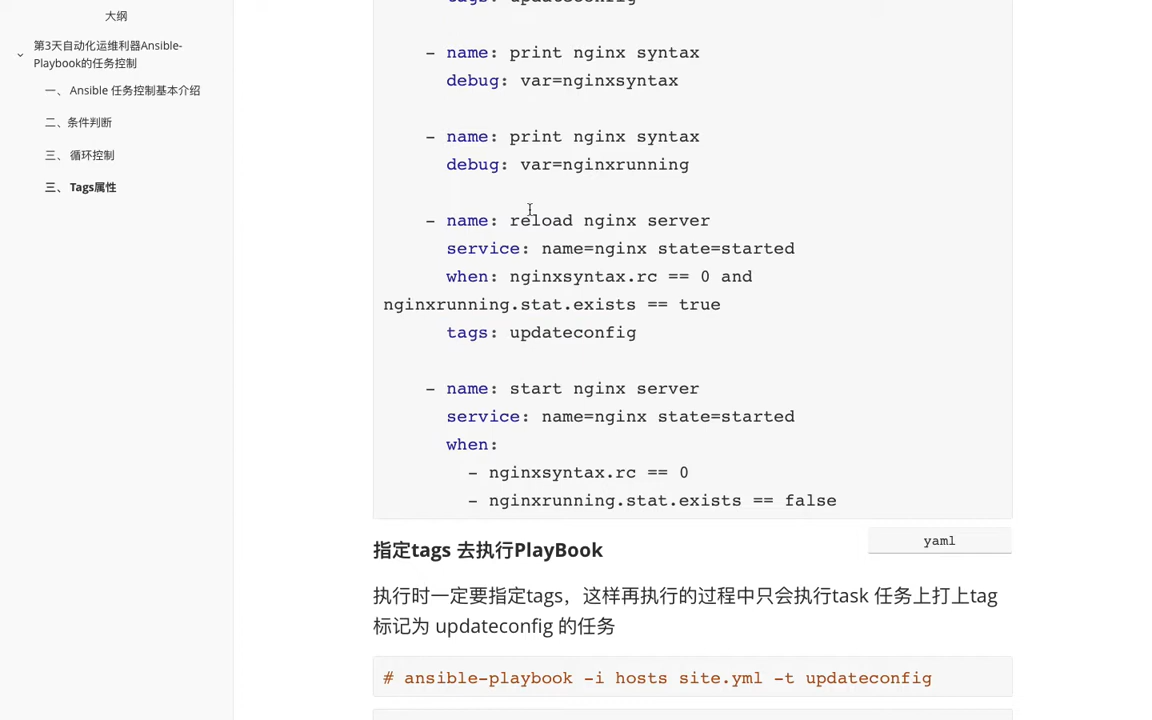 大纲
第3天自动化运维利器Ansible-
Playbook的任务控制
一、 Ansible 任务控制基本介绍
二、条件判断
三、 循环控制
三、 Tags属性
tags: updateconfig
- name: print nginx syntax
debug: var=nginxsyntax
- name: print nginx syntax
debug: var=nginxrunning
- name: reload nginx server
service: name=nginx state=started
when: nginxsyntax.rc == 0 and
nginxrunning.stat.exists == true
tags: updateconfig
- name: start nginx server
service: name=nginx state=started
when:
- nginxsyntax.rc == 0
- nginxrunning.stat.exists == false
yaml
指定tags 去执行PlayBook
执行时一定要指定tags，这样再执行的过程中只会执行task 任务上打上tag
标记为 updateconfig 的任务
# ansible-playbook -i hosts site.yml -t updateconfig